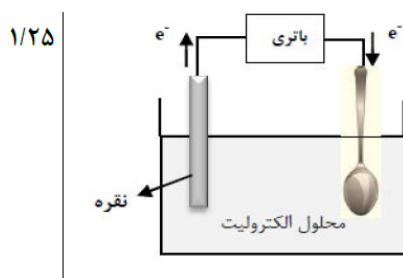 ۱/۲۵
e⁻
باتری
e⁻
نقره
محلول الکترولیت